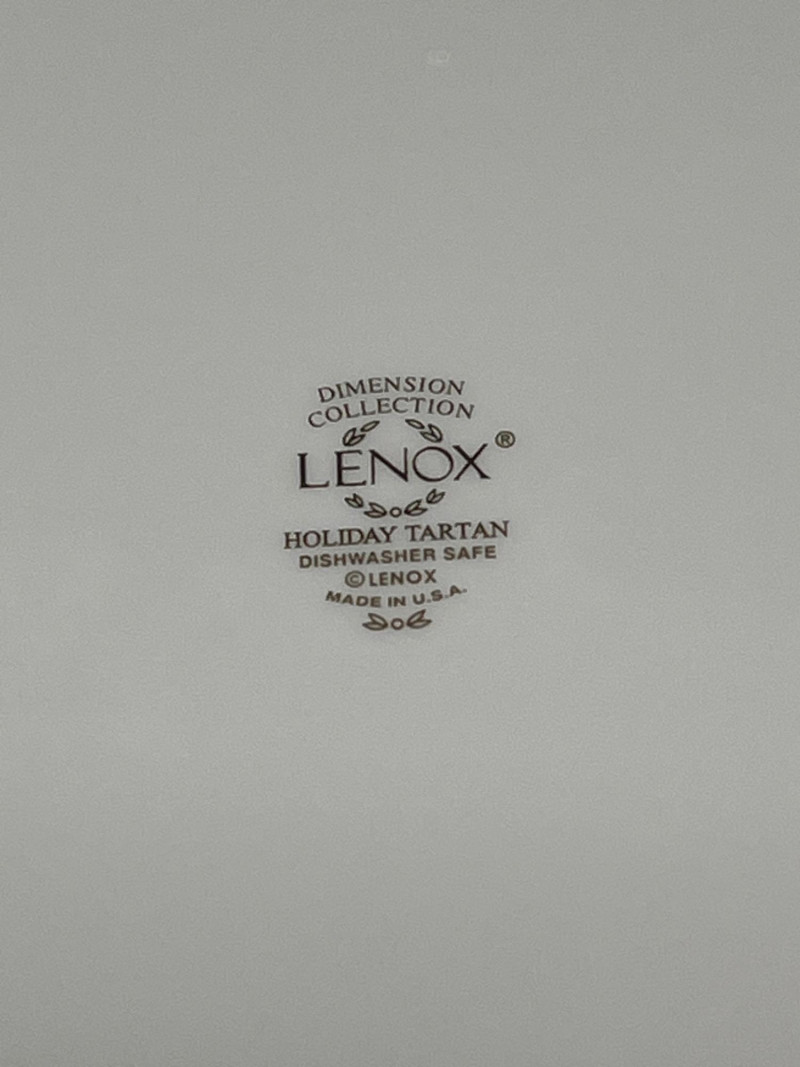 DIMENSION
COLLECTION
LENOX®
HOLIDAY TARTAN
DISHWASHER SAFE
©LENOX
MADE IN U.S.A.